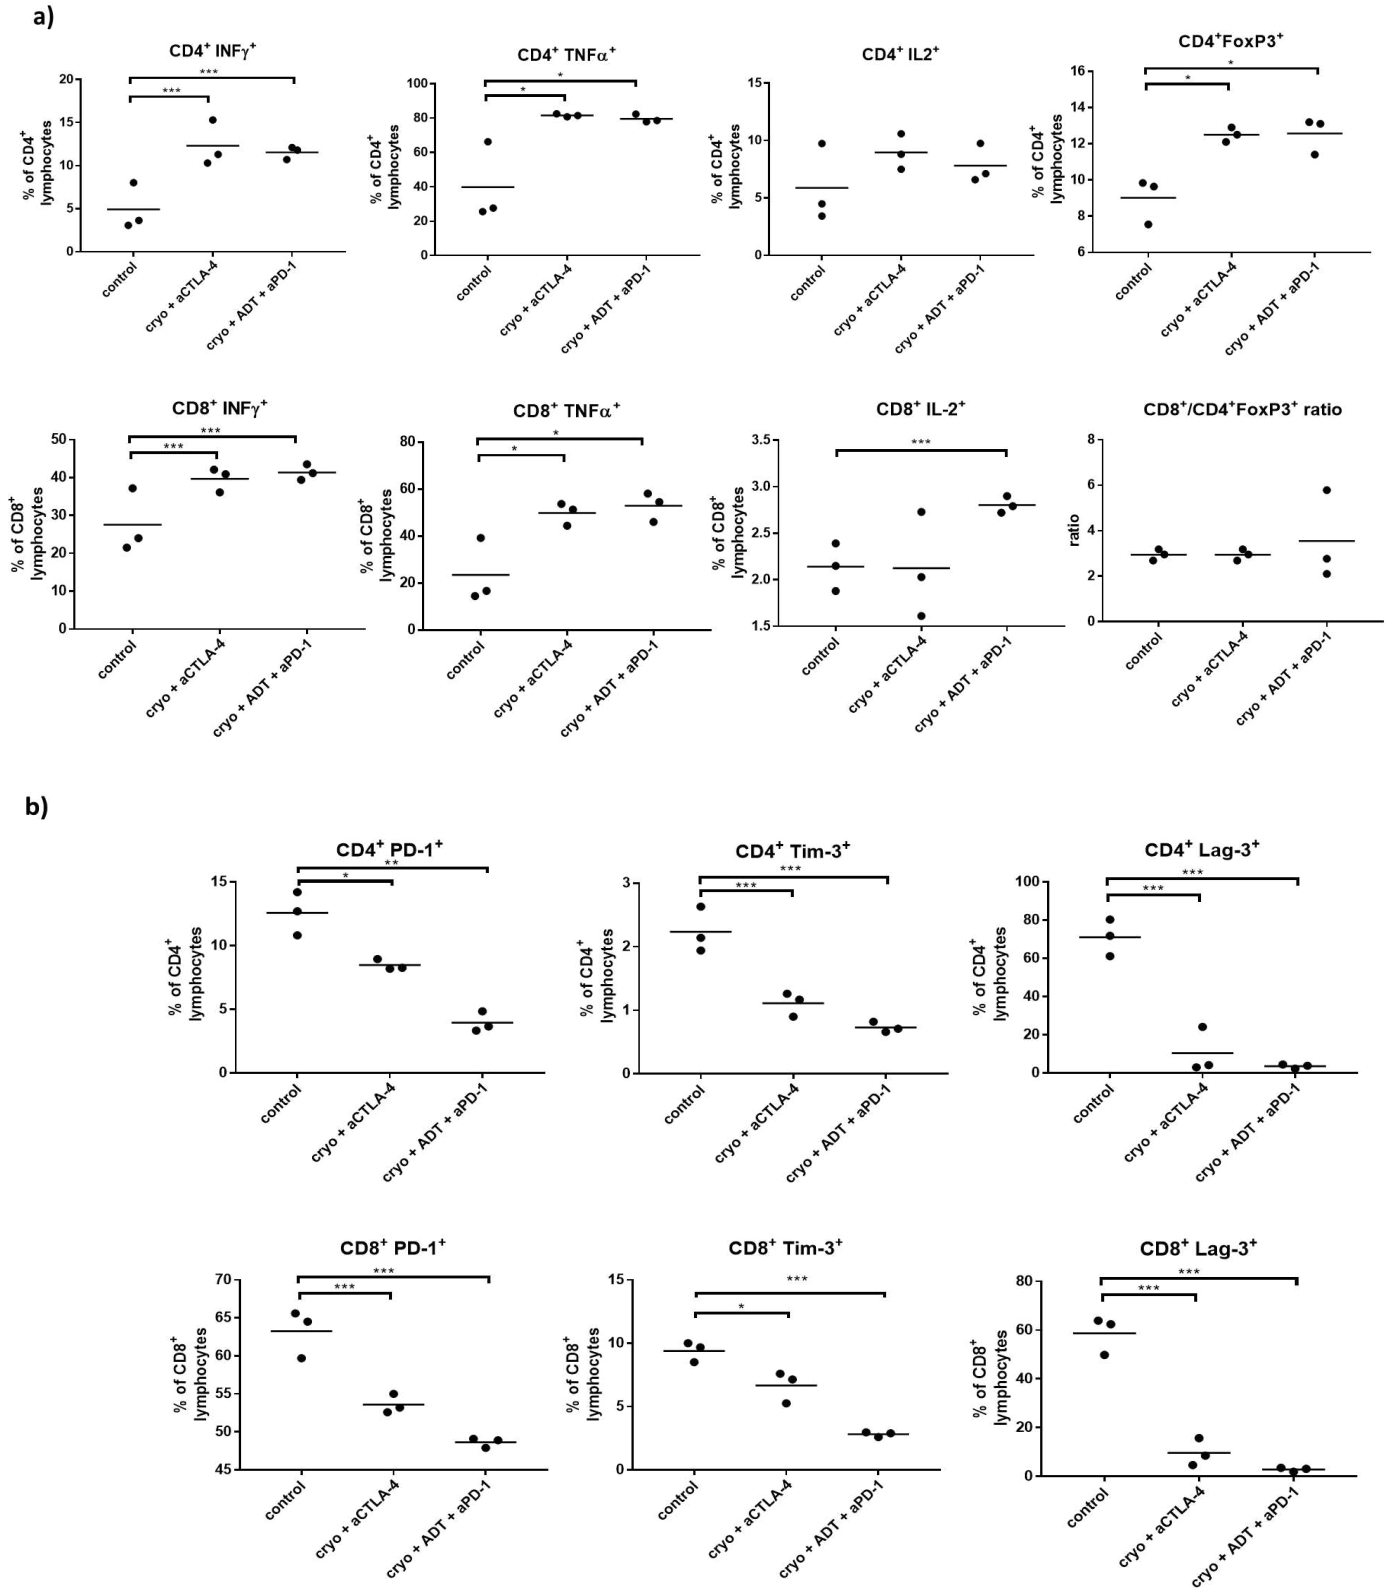 a)
CD4⁺ INFγ⁺
% of CD4⁺
lymphocytes
20
15
10
5
0
***
***
control
cryo + aCTLA-4
cryo + ADT + aPD-1
CD4⁺ TNFα⁺
% of CD4⁺
lymphocytes
100
80
60
40
20
0
*
*
control
cryo + aCTLA-4
cryo + ADT + aPD-1
CD4⁺ IL2⁺
% of CD4⁺
lymphocytes
15
10
5
0
control
cryo + aCTLA-4
cryo + ADT + aPD-1
CD4⁺FoxP3⁺
% of CD4⁺
lymphocytes
16
14
12
10
8
6
*
*
control
cryo + aCTLA-4
cryo + ADT + aPD-1
CD8⁺ INFγ⁺
% of CD8⁺
lymphocytes
50
40
30
20
10
0
***
***
control
cryo + aCTLA-4
cryo + ADT + aPD-1
CD8⁺ TNFα⁺
% of CD8⁺
lymphocytes
80
60
40
20
0
*
*
control
cryo + aCTLA-4
cryo + ADT + aPD-1
CD8⁺ IL-2⁺
% of CD8⁺
lymphocytes
3.5
3.0
2.5
2.0
1.5
***
control
cryo + aCTLA-4
cryo + ADT + aPD-1
CD8⁺/CD4⁺FoxP3⁺ ratio
ratio
8
6
4
2
0
control
cryo + aCTLA-4
cryo + ADT + aPD-1
b)
CD4⁺ PD-1⁺
% of CD4⁺
lymphocytes
15
10
5
0
**
*
control
cryo + aCTLA-4
cryo + ADT + aPD-1
CD4⁺ Tim-3⁺
% of CD4⁺
lymphocytes
3
2
1
0
***
***
control
cryo + aCTLA-4
cryo + ADT + aPD-1
CD4⁺ Lag-3⁺
% of CD4⁺
lymphocytes
100
80
60
40
20
0
***
***
control
cryo + aCTLA-4
cryo + ADT + aPD-1
CD8⁺ PD-1⁺
% of CD8⁺
lymphocytes
70
65
60
55
50
45
***
***
control
cryo + aCTLA-4
cryo + ADT + aPD-1
CD8⁺ Tim-3⁺
% of CD8⁺
lymphocytes
15
10
5
0
***
*
control
cryo + aCTLA-4
cryo + ADT + aPD-1
CD8⁺ Lag-3⁺
% of CD8⁺
lymphocytes
80
60
40
20
0
***
***
control
cryo + aCTLA-4
cryo + ADT + aPD-1